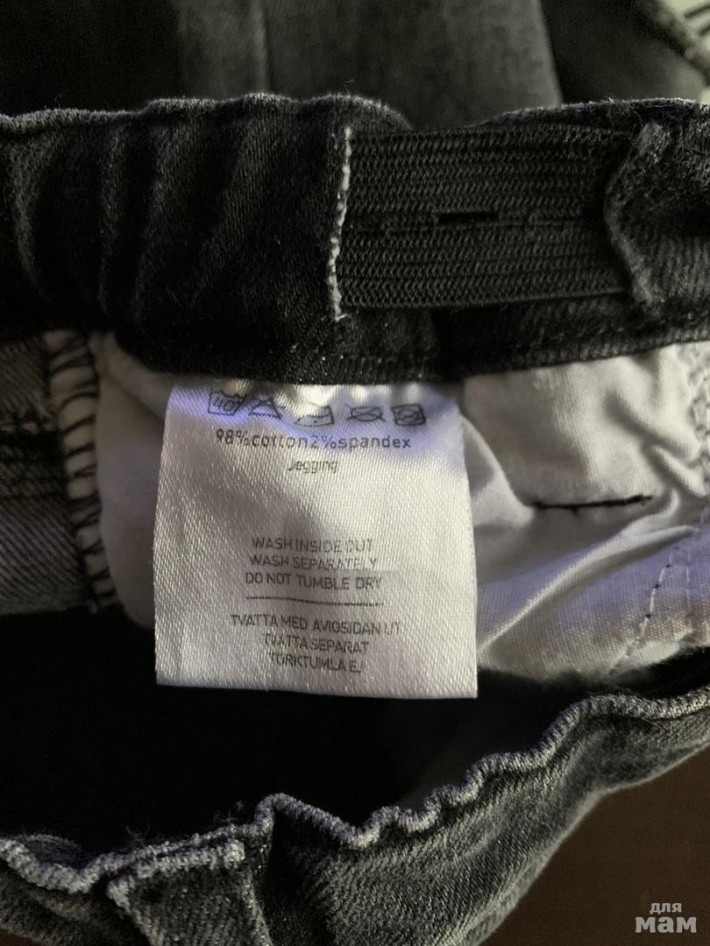 40
98%cotton2%spandex
Jegging
WASH INSIDE OUT
WASH SEPARATELY
DO NOT TUMBLE DRY
TVATTA MED AVIGSIDAN UT
TVATTA SEPARAT
TORKTUMLA EJ
для
мам